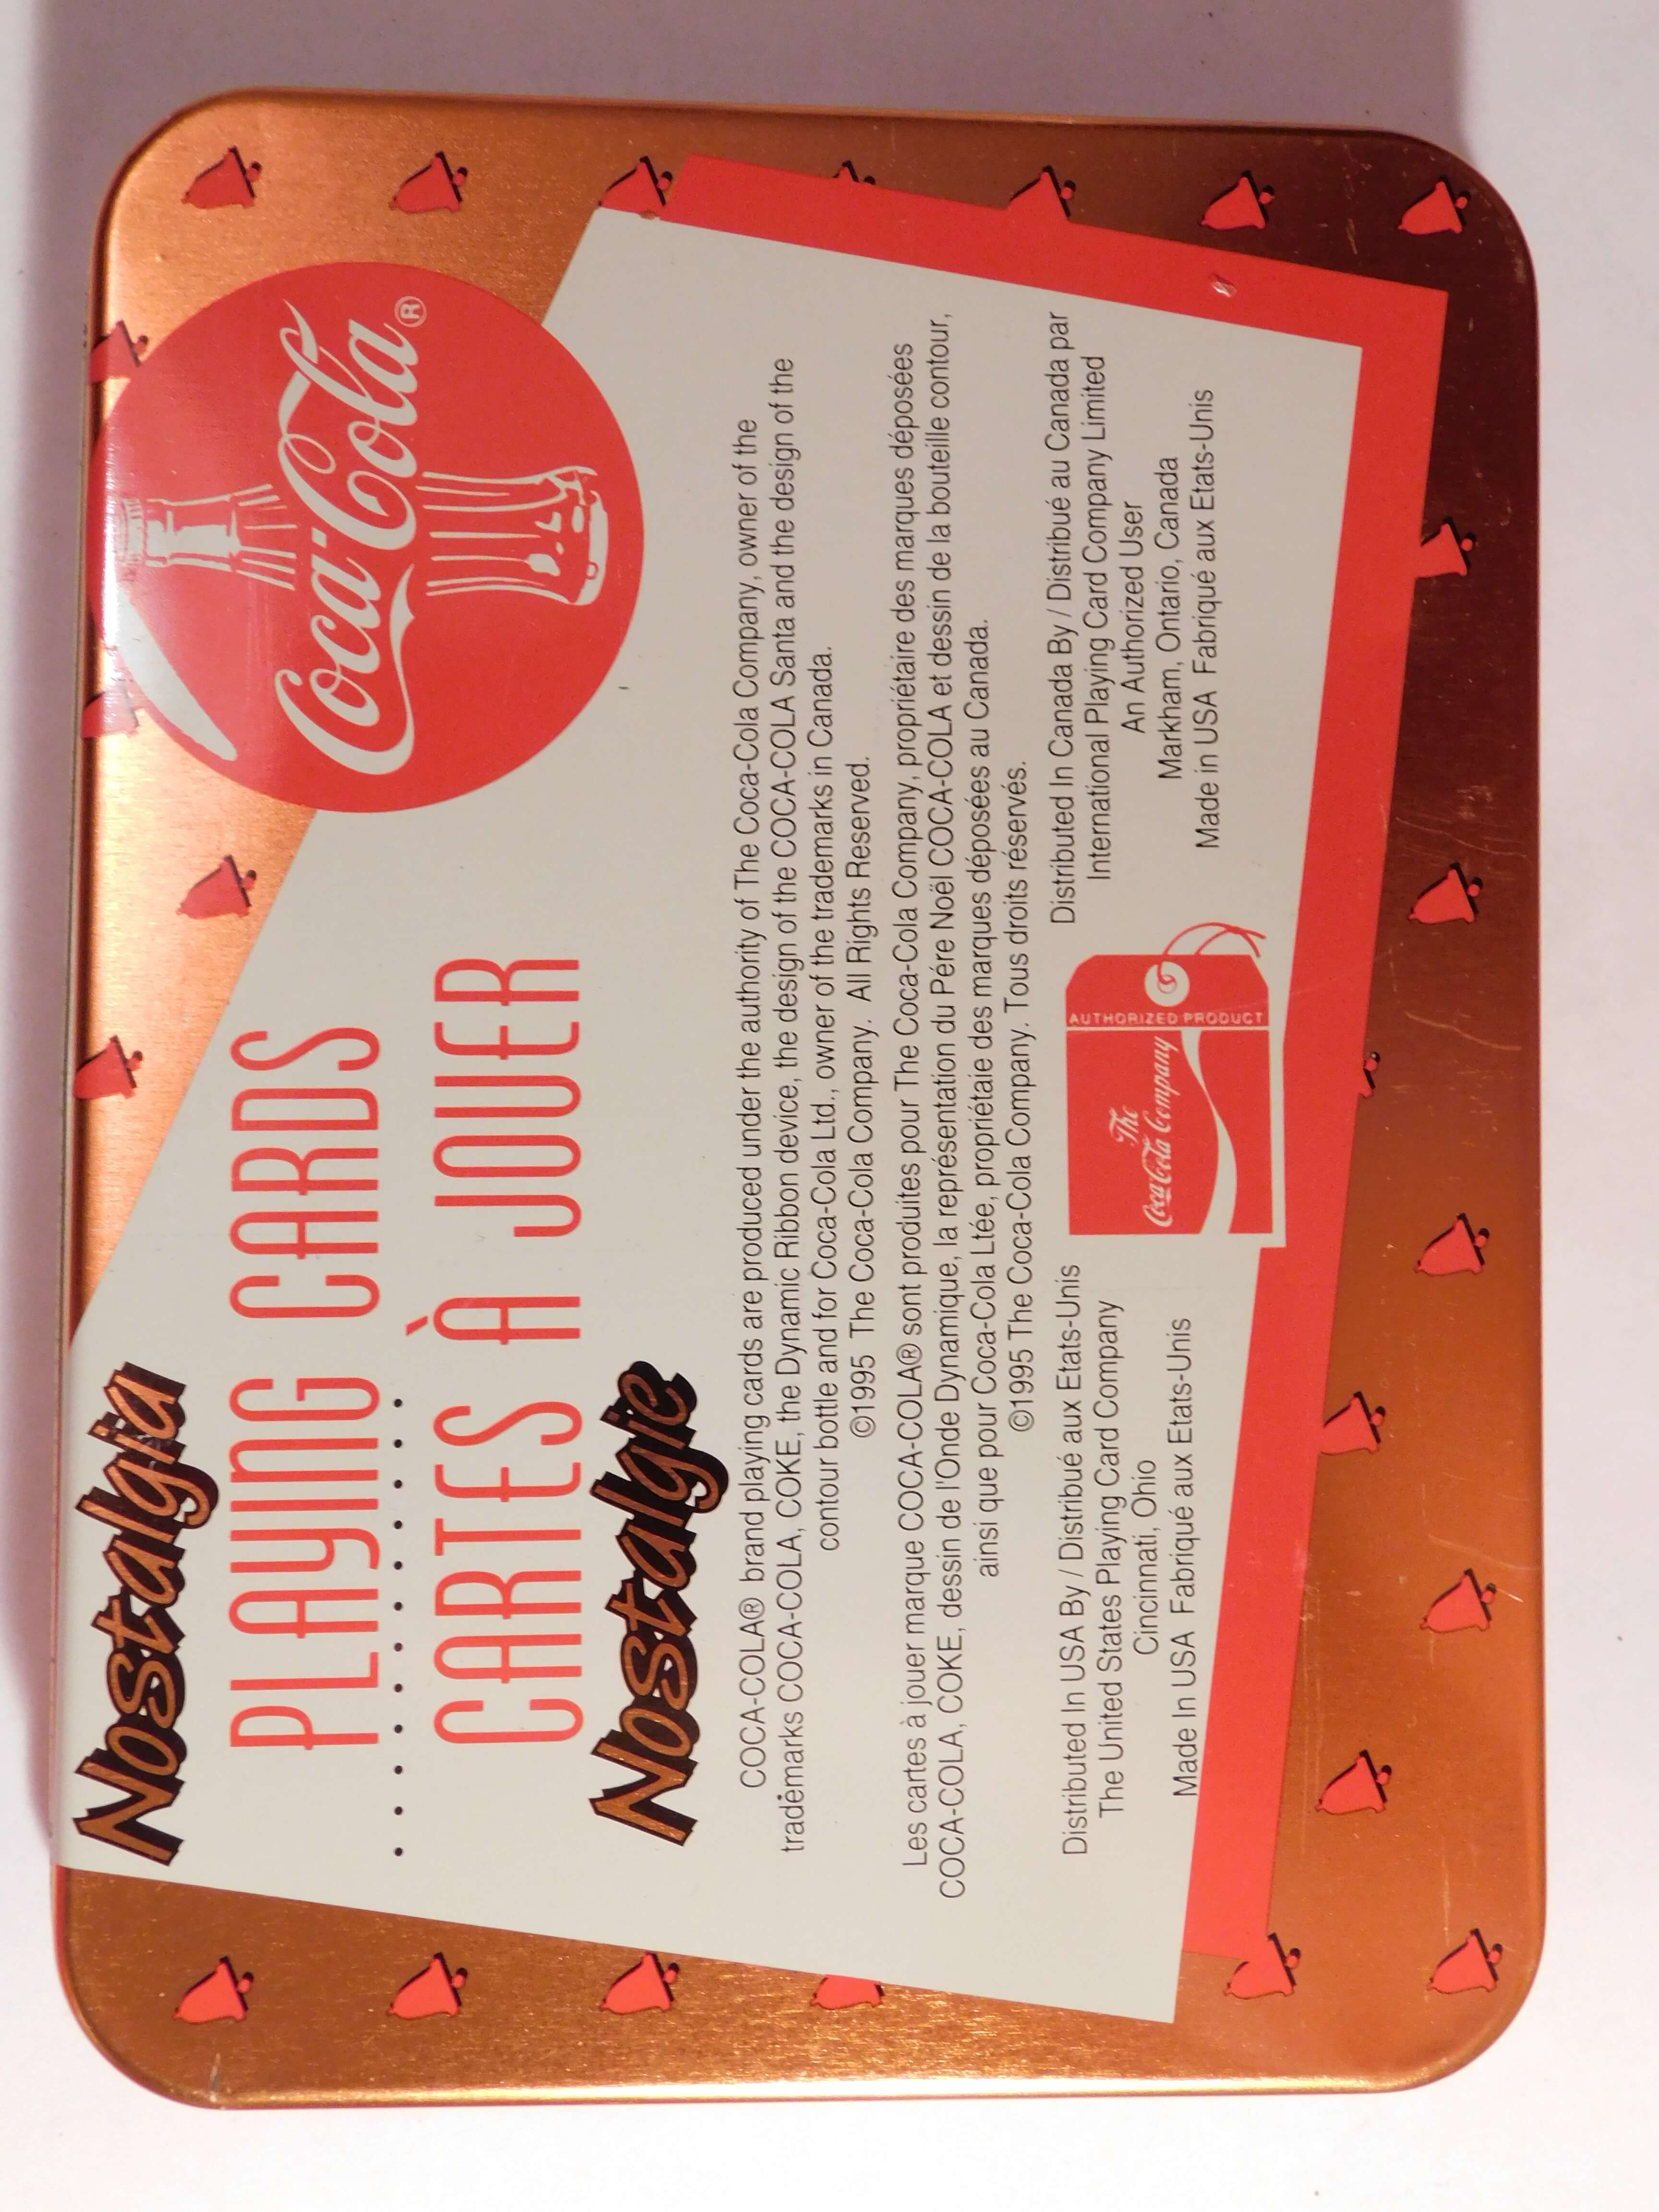 Nostalgia
PLAYING CARDS
CARTES À JOUER
Nostalgie
Coca-Cola®
COCA-COLA® brand playing cards are produced under the authority of The Coca-Cola Company, owner of the
trademarks COCA-COLA, COKE, the Dynamic Ribbon device, the design of the COCA-COLA Santa and the design of the
contour bottle and for Coca-Cola Ltd., owner of the trademarks in Canada.
©1995 The Coca-Cola Company. All Rights Reserved.
Les cartes à jouer marque COCA-COLA® sont produites pour The Coca-Cola Company, propriétaire des marques déposées
COCA-COLA, COKE, dessin de l'Onde Dynamique, la représentation du Pére Noël COCA-COLA et dessin de la bouteille contour,
ainsi que pour Coca-Cola Ltée, propriétaie des marques déposées au Canada.
©1995 The Coca-Cola Company. Tous droits réservés.
Distributed In USA By / Distribué aux Etats-Unis
The United States Playing Card Company
Cincinnati, Ohio
Made In USA Fabriqué aux Etats-Unis
The
Coca-Cola Company
AUTHORIZED PRODUCT
Distributed In Canada By / Distribué au Canada par
International Playing Card Company Limited
An Authorized User
Markham, Ontario, Canada
Made in USA Fabriqué aux Etats-Unis